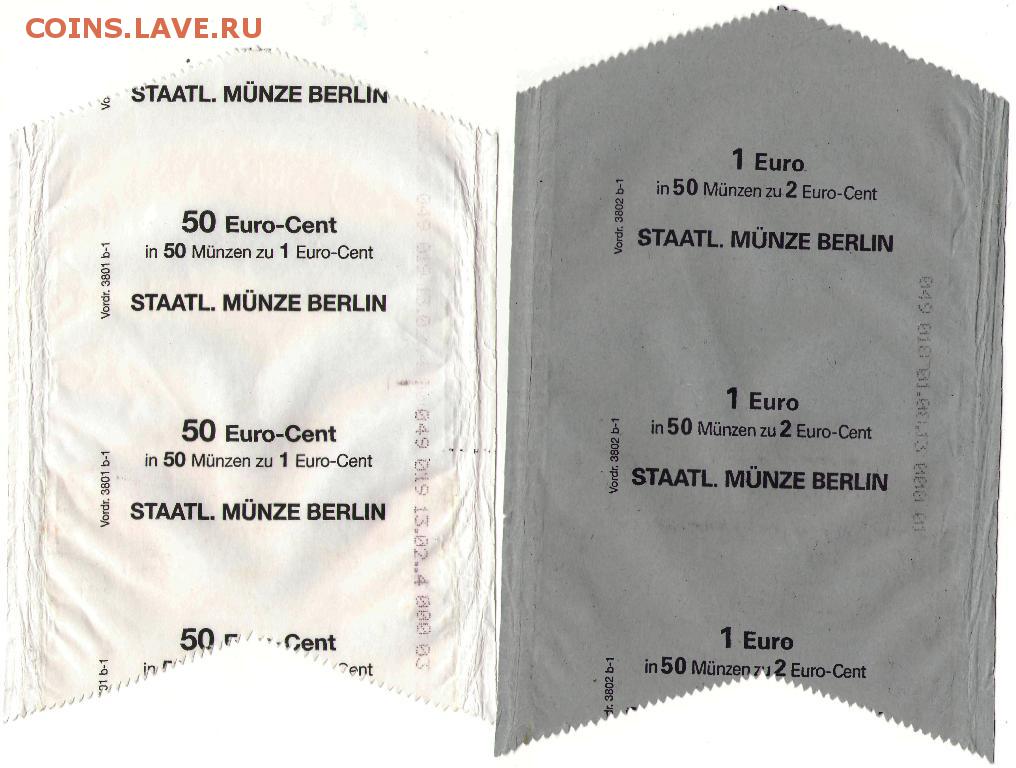 COINS.LAVE.RU
STAATL. MÜNZE BERLIN
50 Euro-Cent
in 50 Münzen zu 1 Euro-Cent
Vordr. 3801 b-1
STAATL. MÜNZE BERLIN
50 Euro-Cent
in 50 Münzen zu 1 Euro-Cent
Vordr. 3801 b-1
STAATL. MÜNZE BERLIN
049 019 13.02.4 000 03
50
in
1 Euro
in 50 Münzen zu 2 Euro-Cent
Vordr. 3802 b-1
STAATL. MÜNZE BERLIN
1 Euro
in 50 Münzen zu 2 Euro-Cent
Vordr. 3802 b-1
STAATL. MÜNZE BERLIN
1 Euro
in 50 Münzen zu 2 Euro-Cent
3802 b-1